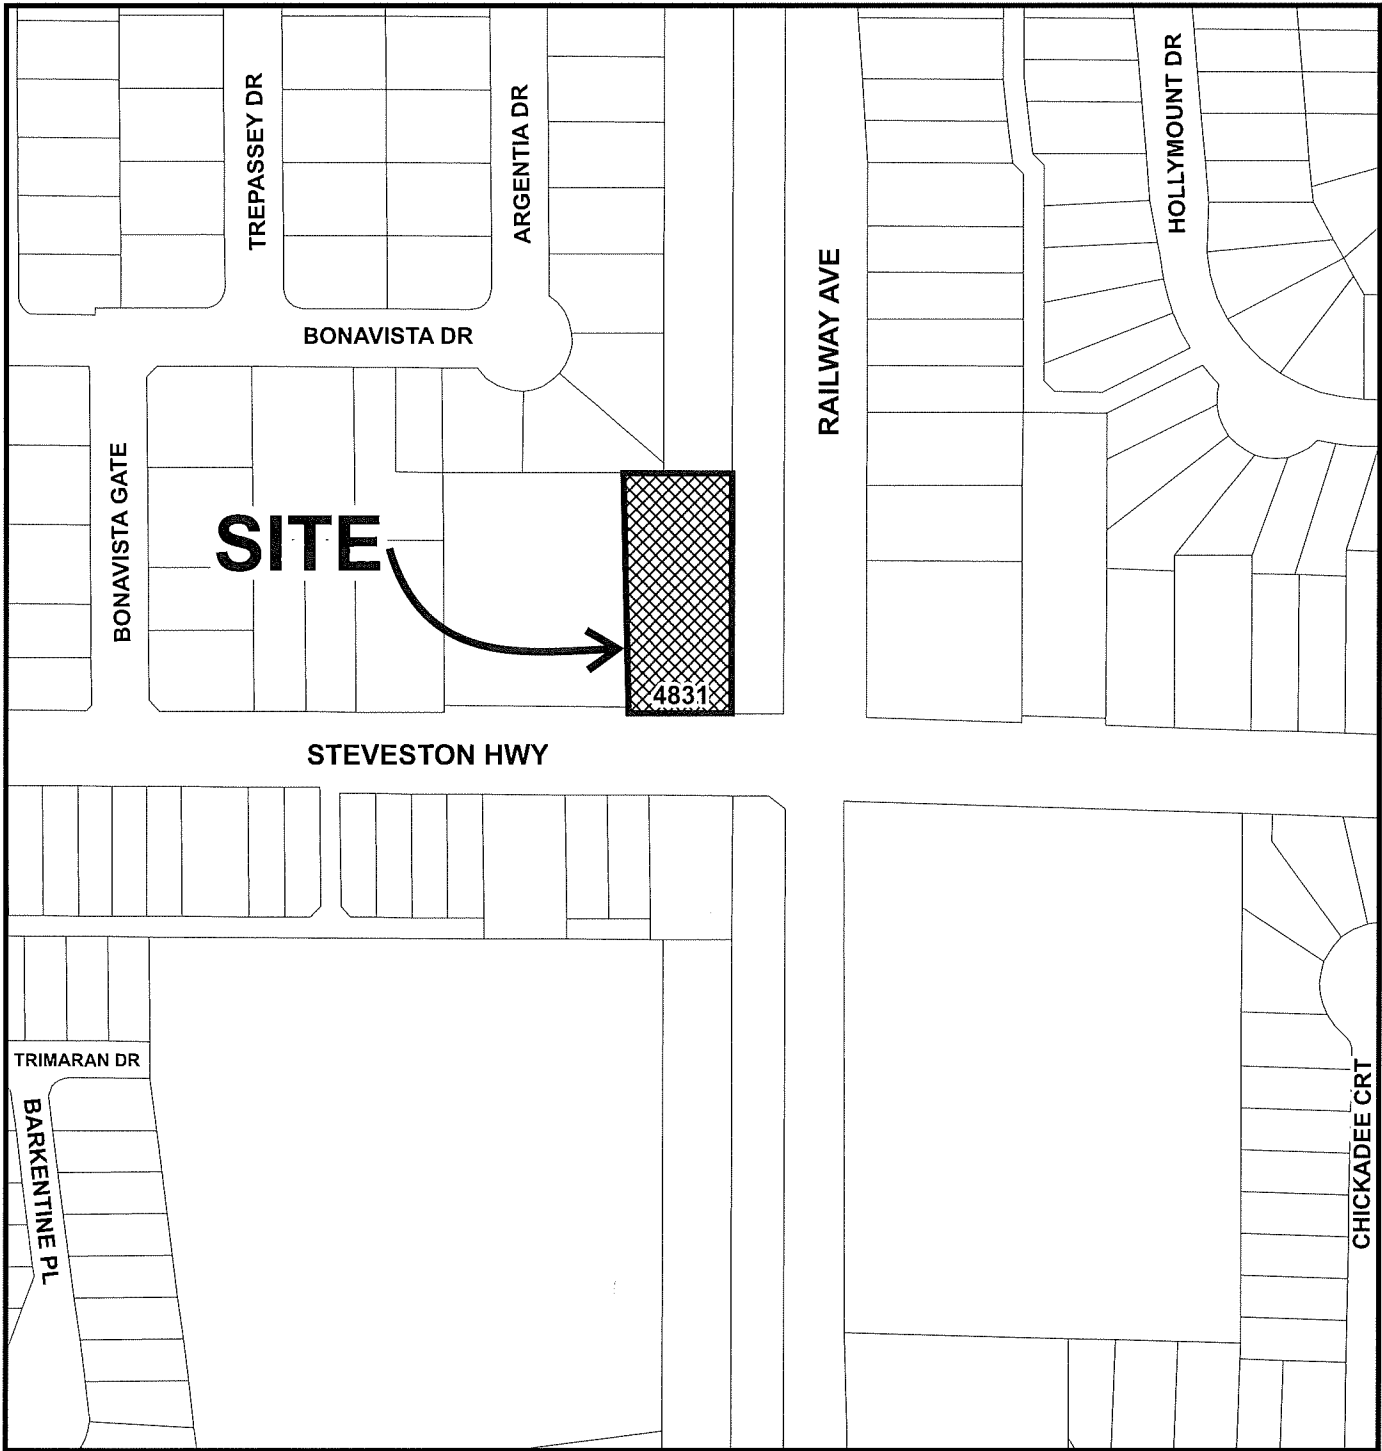 TREPASSEY DR
ARGENTIA DR
HOLLYMOUNT DR
RAILWAY AVE
BONAVISTA DR
BONAVISTA GATE
SITE
4831
STEVESTON HWY
TRIMARAN DR
BARKENTINE PL
CHICKADEE CRT